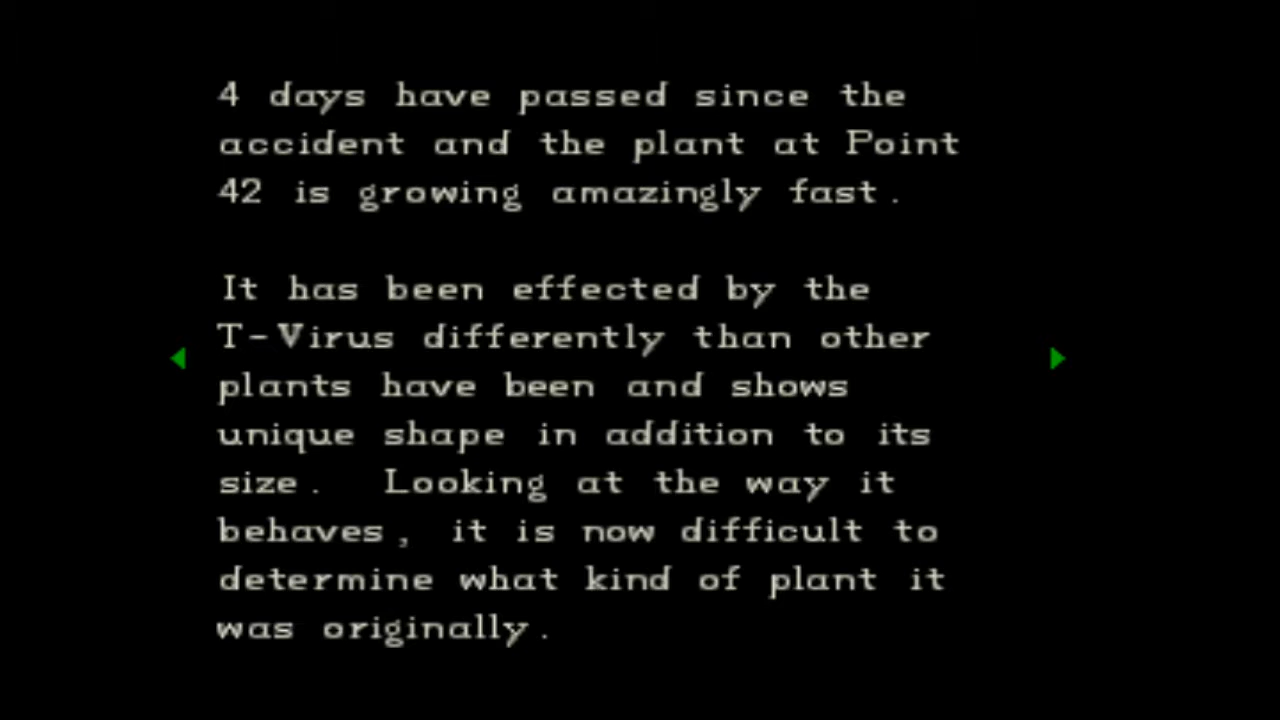 4 days have passed since the
accident and the plant at Point
42 is growing amazingly fast.
It has been effected by the
T-Virus differently than other
plants have been and shows
unique shape in addition to its
size. Looking at the way it
behaves, it is now difficult to
determine what kind of plant it
was originally.